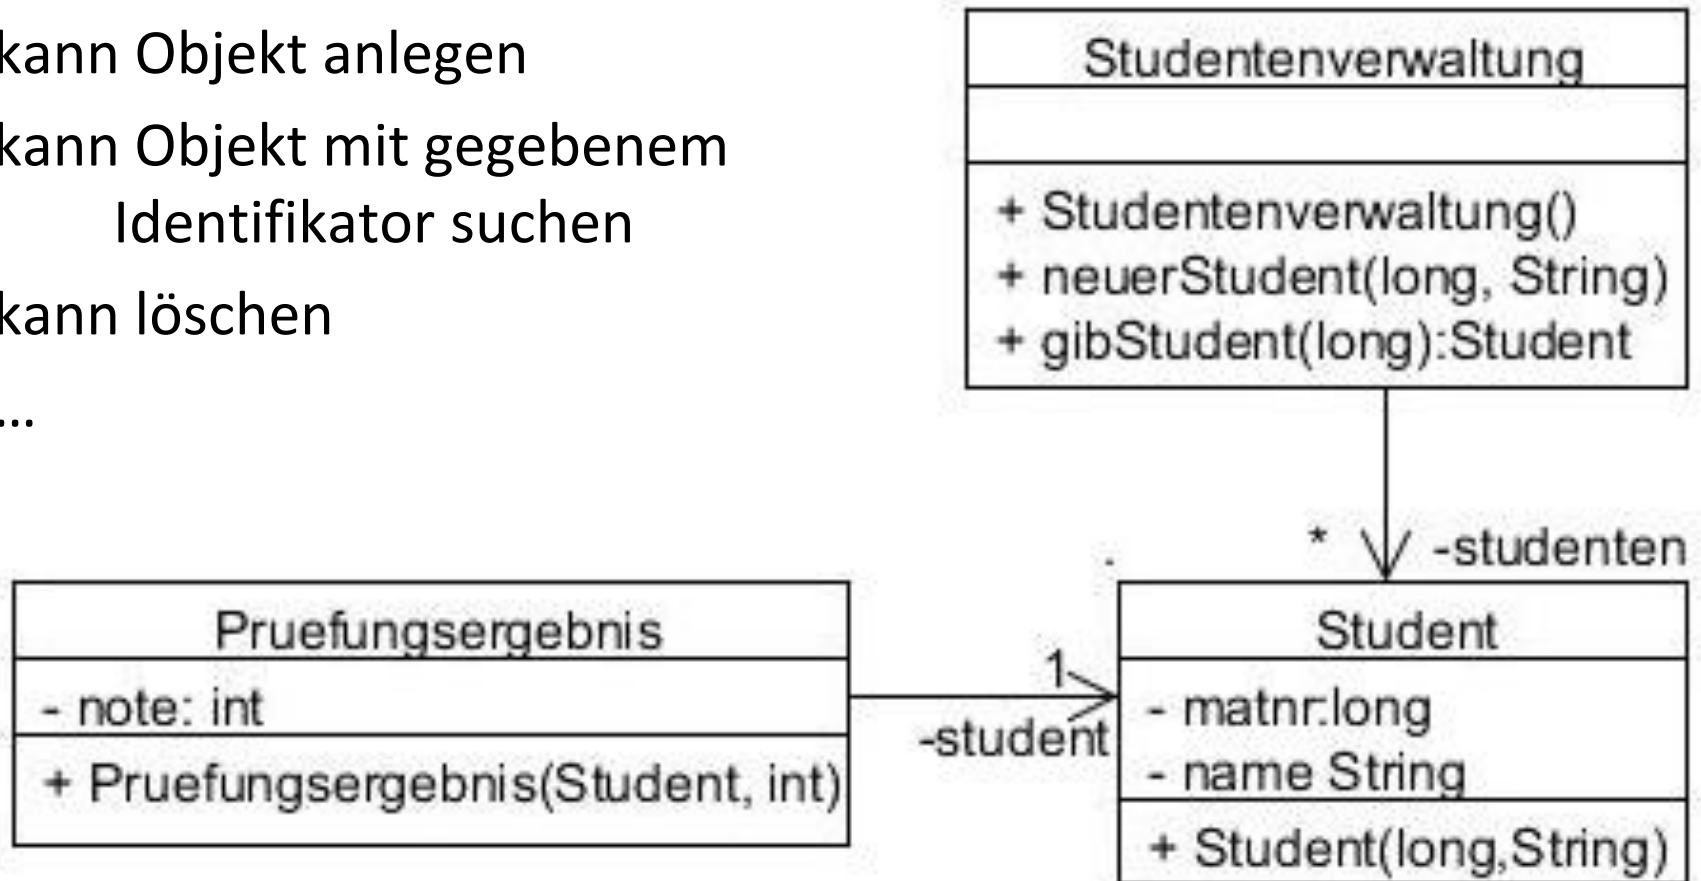 kann Objekt anlegen
kann Objekt mit gegebenem
Identifikator suchen
kann löschen
...
Studentenverwaltung
+ Studentenverwaltung()
+ neuerStudent(long, String)
+ gibStudent(long):Student
* -studenten
.
Pruefungsergebnis
- note: int
+ Pruefungsergebnis(Student, int)
1
-student
Student
- matnr:long
- name String
+ Student(long,String)